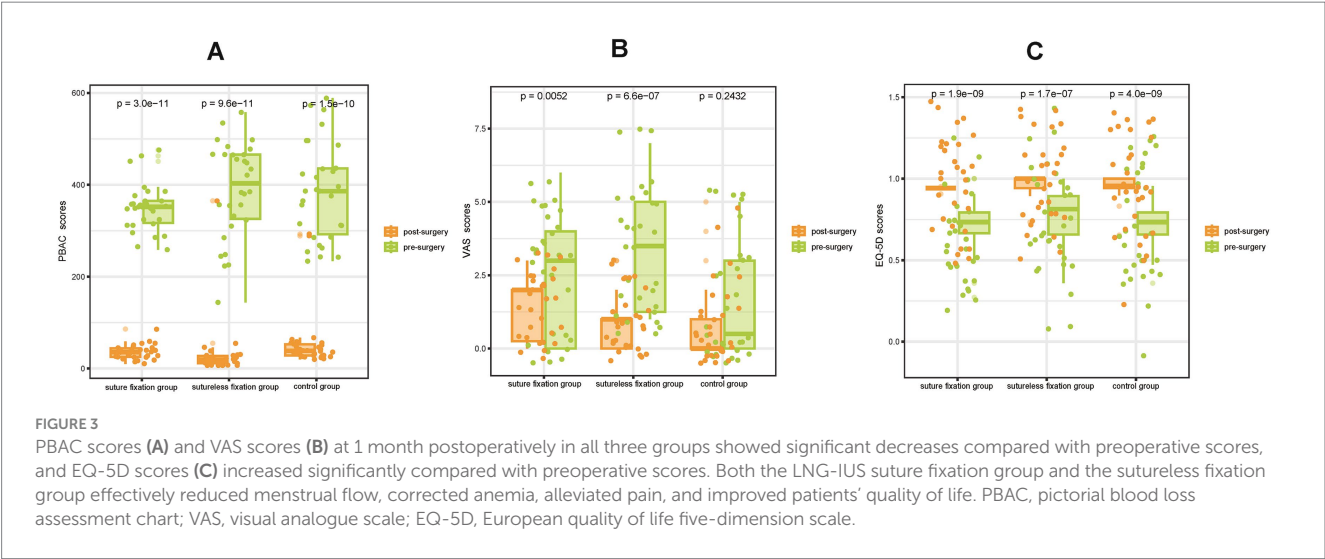 A
B
C
p = 3.0e−11
p = 9.6e−11
p = 1.5e−10
600
400
200
0
PBAC scores
suture fixation group
sutureless fixation group
control group
post-surgery
pre-surgery
p = 0.0052
p = 6.6e−07
p = 0.2432
7.5
5.0
2.5
0.0
VAS scores
suture fixation group
sutureless fixation group
control group
post-surgery
pre-surgery
p = 1.9e−09
p = 1.7e−07
p = 4.0e−09
1.5
1.0
0.5
0.0
EQ-5D scores
suture fixation group
sutureless fixation group
control group
post-surgery
pre-surgery
FIGURE 3
PBAC scores (A) and VAS scores (B) at 1 month postoperatively in all three groups showed significant decreases compared with preoperative scores,
and EQ-5D scores (C) increased significantly compared with preoperative scores. Both the LNG-IUS suture fixation group and the sutureless fixation
group effectively reduced menstrual flow, corrected anemia, alleviated pain, and improved patients’ quality of life. PBAC, pictorial blood loss
assessment chart; VAS, visual analogue scale; EQ-5D, European quality of life five-dimension scale.